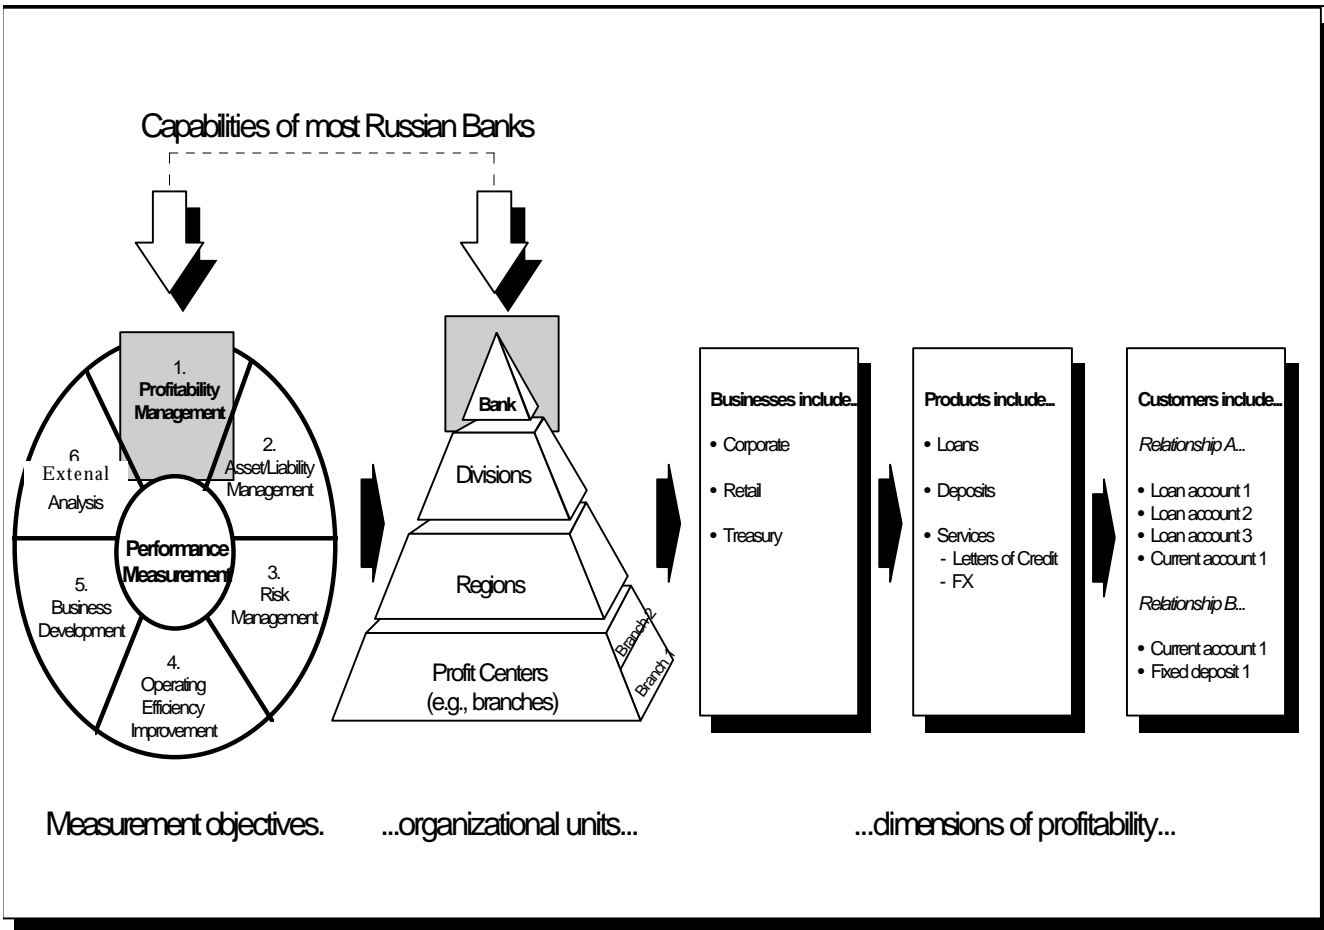 Capabilities of most Russian Banks
1.
Profitability
Management
2.
Asset/Liability
Management
3.
Risk
Management
4.
Operating
Efficiency
Improvement
5.
Business
Development
6.
Extenal
Analysis
Performance
Measurement
Bank
Divisions
Regions
Profit Centers
(e.g., branches)
Branch 2
Branch 1
Businesses include...
• Corporate
• Retail
• Treasury
Products include...
• Loans
• Deposits
• Services
- Letters of Credit
- FX
Customers include...
Relationship A...
• Loan account 1
• Loan account 2
• Loan account 3
• Current account 1
Relationship B...
• Current account 1
• Fixed deposit 1
Measurement objectives.
...organizational units...
...dimensions of profitability...